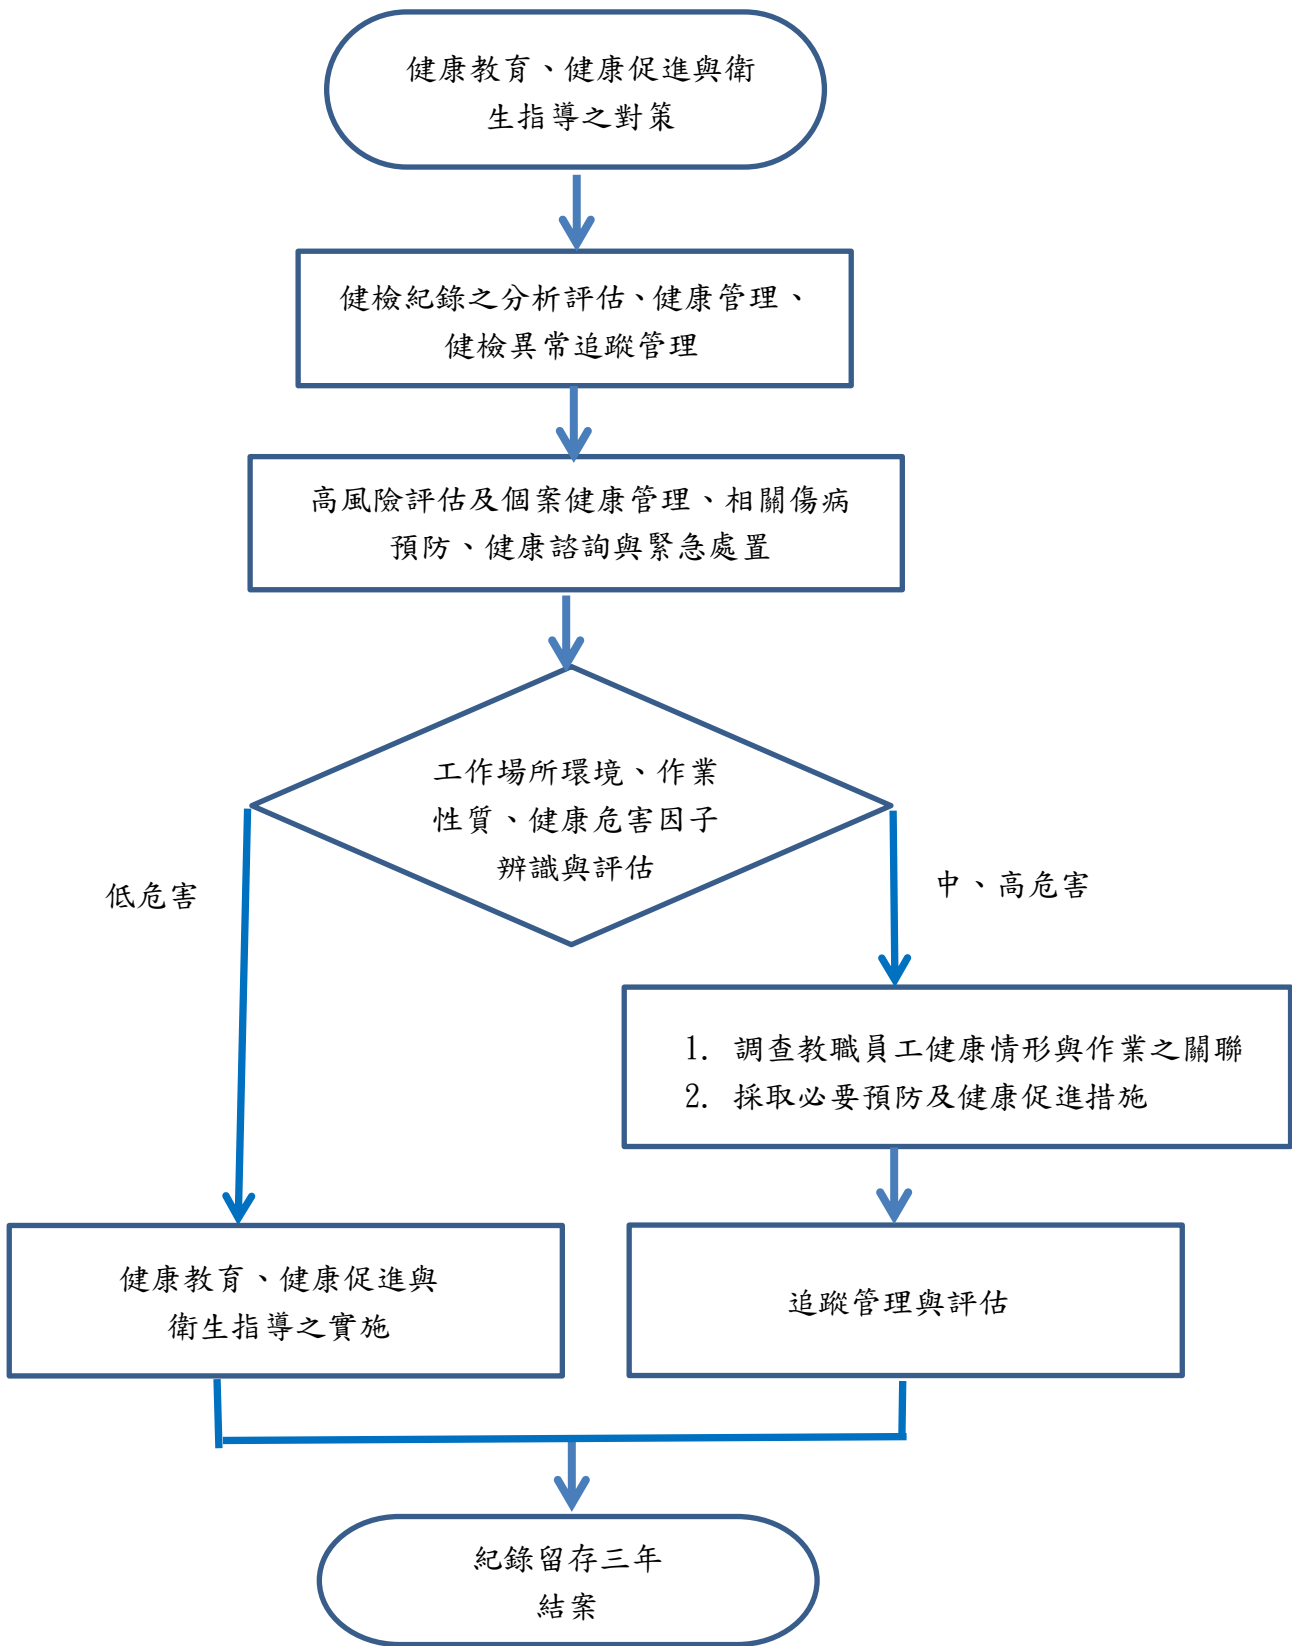 健康教育、健康促進與衛
生指導之對策
健檢紀錄之分析評估、健康管理、
健檢異常追蹤管理
高風險評估及個案健康管理、相關傷病
預防、健康諮詢與緊急處置
工作場所環境、作業
性質、健康危害因子
辨識與評估
低危害
中、高危害
1. 調查教職員工健康情形與作業之關聯
2. 採取必要預防及健康促進措施
健康教育、健康促進與
衛生指導之實施
追蹤管理與評估
紀錄留存三年
結案